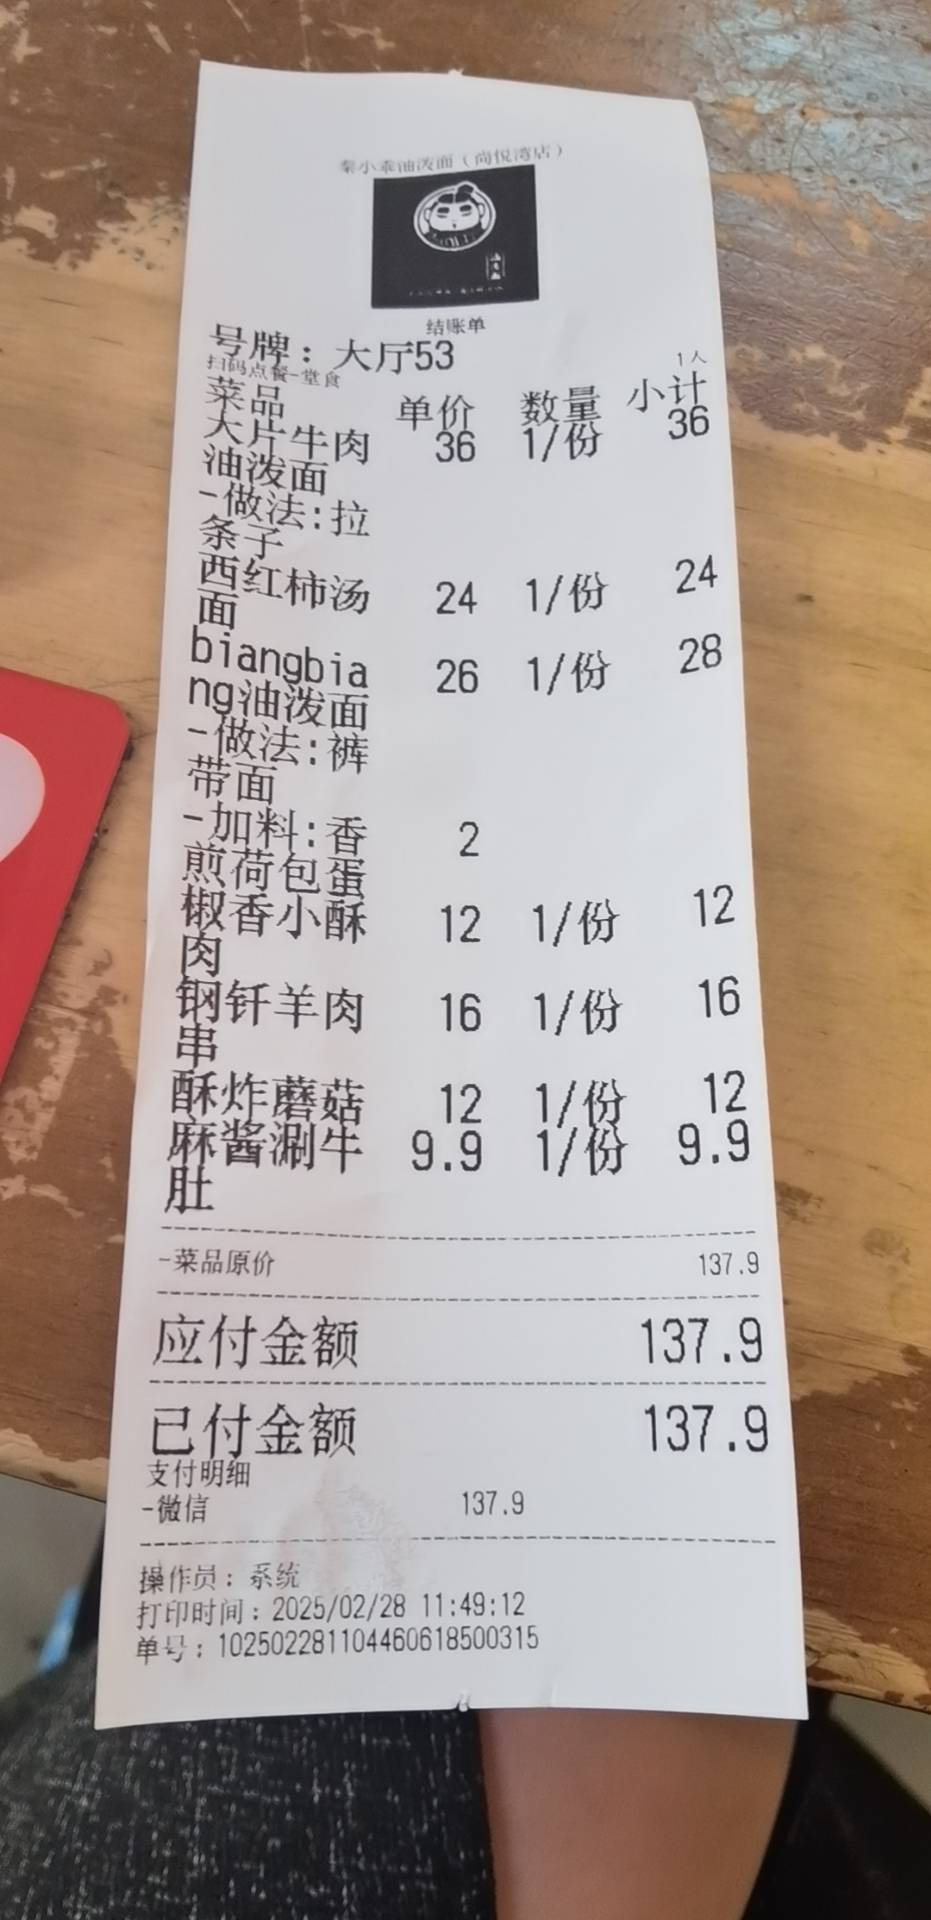 秦小乖油泼面（尚悦湾店）
结账单
号牌：大厅53
扫码点餐-堂食 1人
菜品 单价 数量 小计
大片牛肉 36 1/份 36
油泼面
-做法:拉
条子
西红柿汤 24 1/份 24
面
biangbia 26 1/份 28
ng油泼面
-做法:裤
带面
-加料:香 2
煎荷包蛋
椒香小酥 12 1/份 12
肉
钢钎羊肉 16 1/份 16
串
酥炸蘑菇 12 1/份 12
麻酱涮牛 9.9 1/份 9.9
肚
-菜品原价 137.9
应付金额 137.9
已付金额 137.9
支付明细
-微信 137.9
操作员：系统
打印时间：2025/02/28 11:49:12
单号：102502281104460618500315